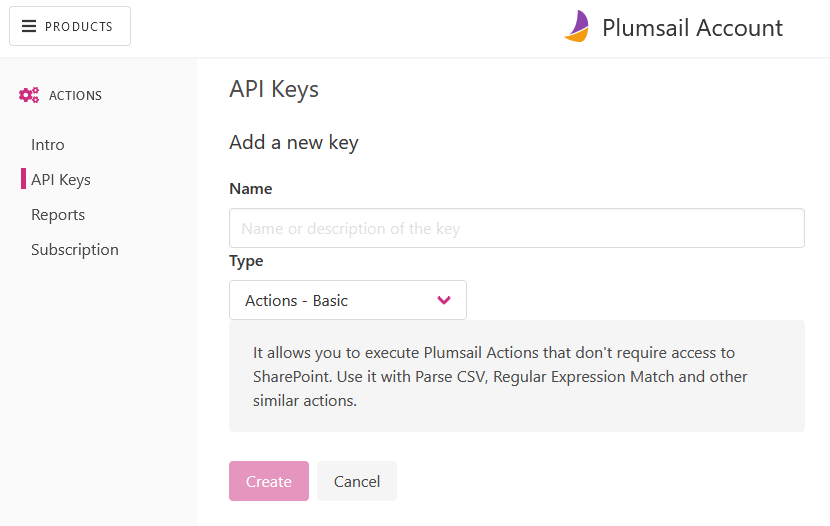 PRODUCTS
Plumsail Account
ACTIONS
Intro
API Keys
Reports
Subscription
API Keys
Add a new key
Name
Name or description of the key
Type
Actions - Basic
It allows you to execute Plumsail Actions that don't require access to
SharePoint. Use it with Parse CSV, Regular Expression Match and other
similar actions.
Create
Cancel